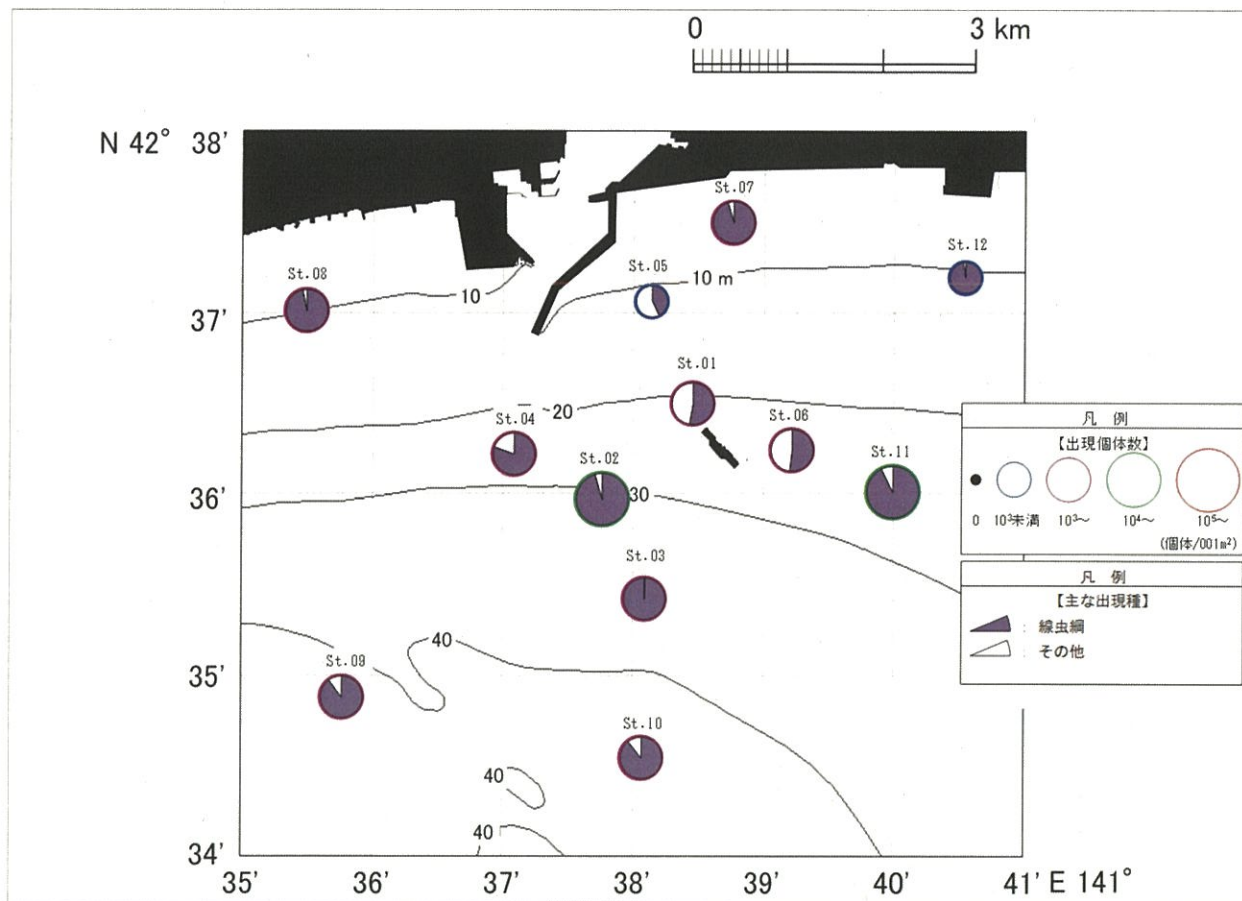 0 3 km
N 42° 38'
St.07
St.12
St.05
St.08
10 m
10
37'
St.01
20
St.04
St.06
St.02
St.11
凡 例
【出現個体数】
0 10³未満 10³～ 10⁴～ 10⁵～
(個体/001m²)
36'
30
St.03
凡 例
【主な出現種】
: 線虫綱
: その他
40
St.09
35'
St.10
40
40
34'
35' 36' 37' 38' 39' 40' 41' E 141°